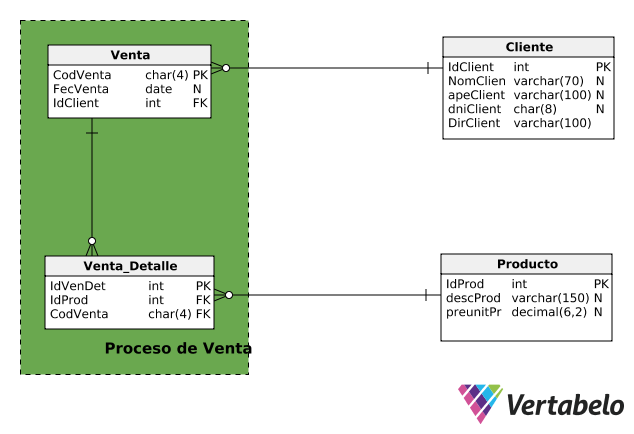 Venta
CodVenta char(4) PK
FecVenta date N
IdClient int FK
Cliente
IdClient int PK
NomClien varchar(70) N
apeClient varchar(100) N
dniClient char(8) N
DirClient varchar(100)
Venta_Detalle
IdVenDet int PK
IdProd int FK
CodVenta char(4) FK
Proceso de Venta
Producto
IdProd int PK
descProd varchar(150) N
preunitPr decimal(6,2) N
Vertabelo